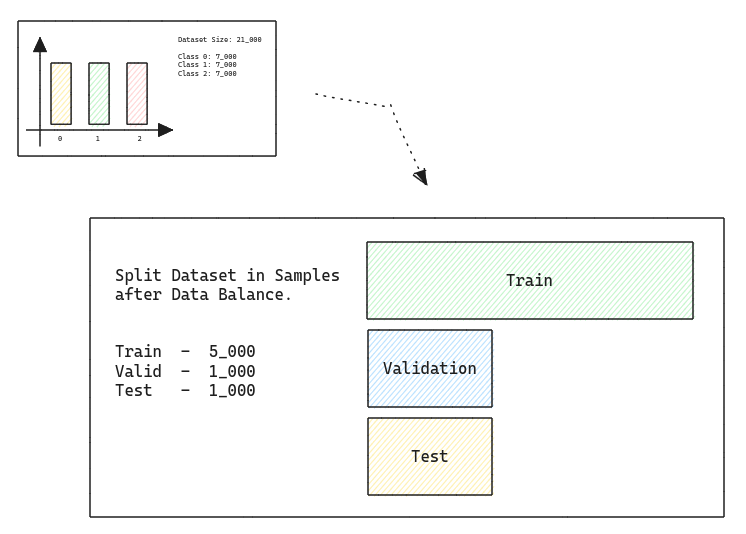 Dataset Size: 21_000
Class 0: 7_000
Class 1: 7_000
Class 2: 7_000
0 1 2
Split Dataset in Samples
after Data Balance.
Train – 5_000
Valid – 1_000
Test – 1_000
Train
Validation
Test